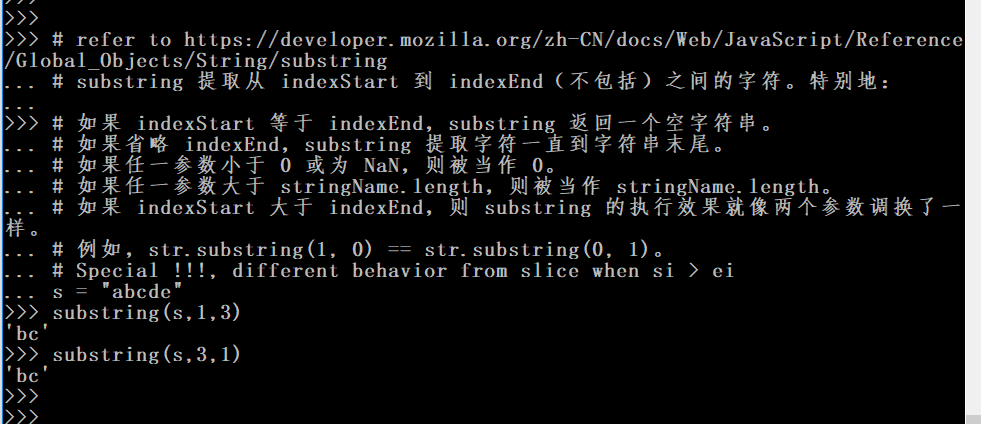 >>>
>>>
>>> # refer to https://developer.mozilla.org/zh-CN/docs/Web/JavaScript/Reference
/Global_Objects/String/substring
... # substring 提取从 indexStart 到 indexEnd（不包括）之间的字符。特别地：
...
>>> # 如果 indexStart 等于 indexEnd，substring 返回一个空字符串。
... # 如果省略 indexEnd，substring 提取字符一直到字符串末尾。
... # 如果任一参数小于 0 或为 NaN，则被当作 0。
... # 如果任一参数大于 stringName.length，则被当作 stringName.length。
... # 如果 indexStart 大于 indexEnd，则 substring 的执行效果就像两个参数调换了一
样。
... # 例如，str.substring(1, 0) == str.substring(0, 1)。
... # Special !!!, different behavior from slice when si > ei
... s = "abcde"
>>> substring(s,1,3)
'bc'
>>> substring(s,3,1)
'bc'
>>>
>>>